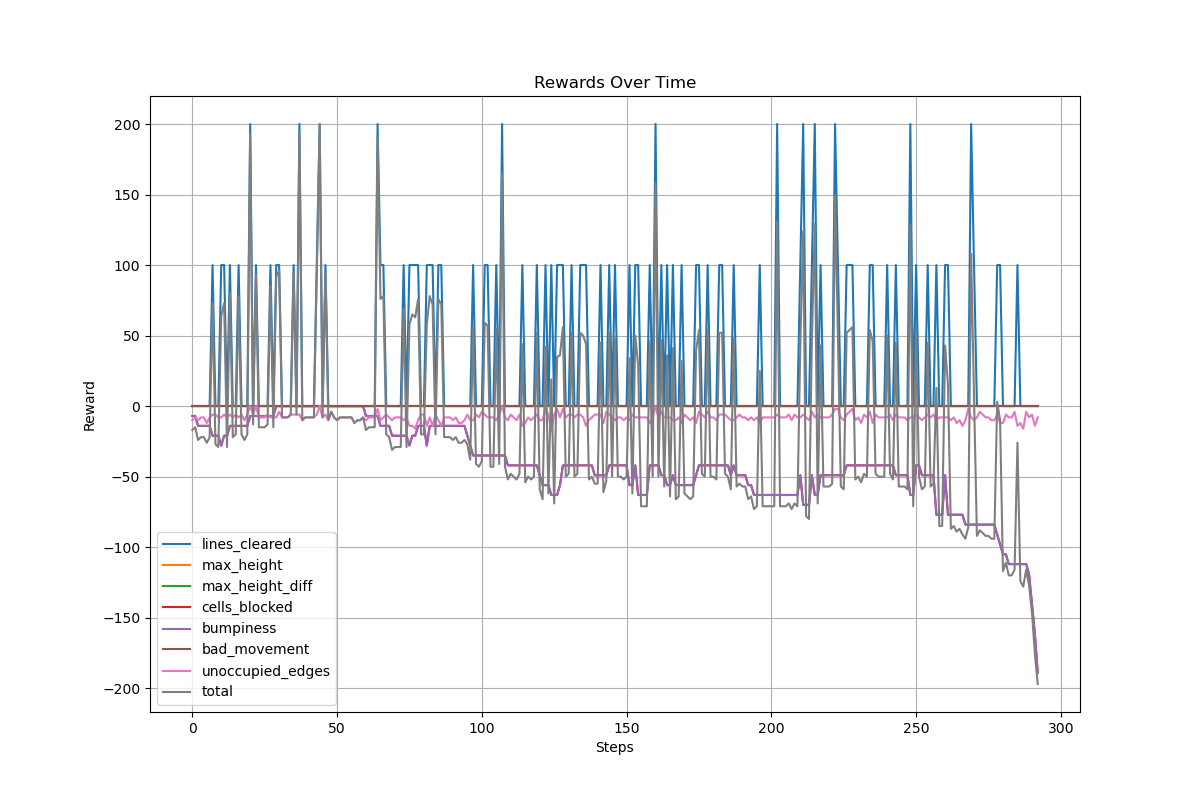 Rewards Over Time
200
150
100
50
0
−50
−100
−150
−200
Reward
lines_cleared
max_height
max_height_diff
cells_blocked
bumpiness
bad_movement
unoccupied_edges
total
0 50 100 150 200 250 300
Steps